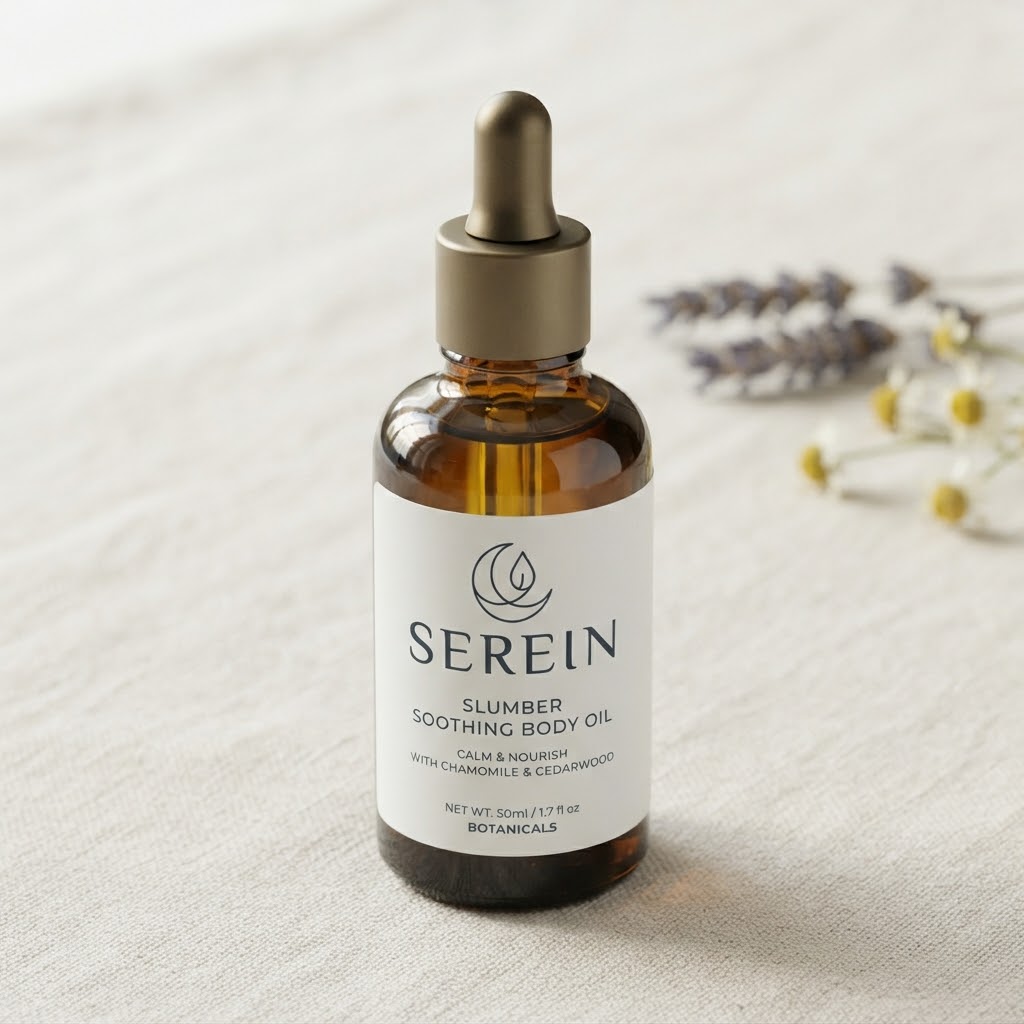 SEREIN
SLUMBER
SOOTHING BODY OIL
CALM & NOURISH
WITH CHAMOMILE & CEDARWOOD
NET WT. 50ml / 1.7 fl oz
BOTANICALS